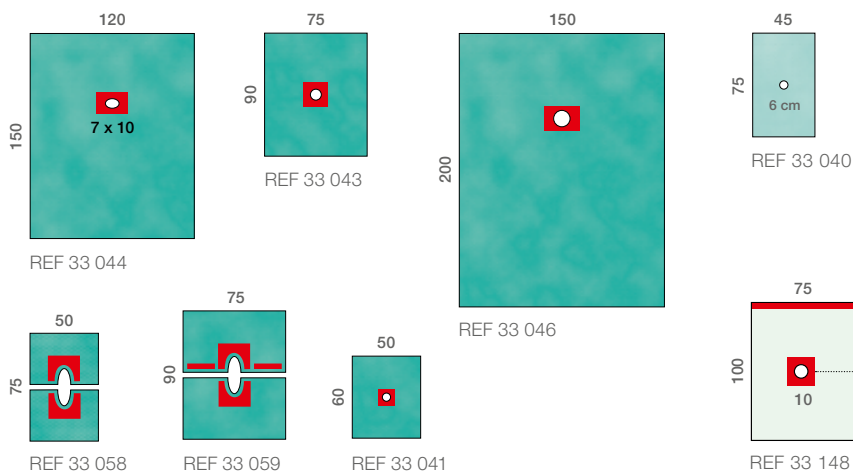 120
150
7 x 10
REF 33 044
75
90
REF 33 043
150
200
REF 33 046
45
75
6 cm
REF 33 040
50
75
REF 33 058
75
90
REF 33 059
50
60
REF 33 041
75
100
10
REF 33 148